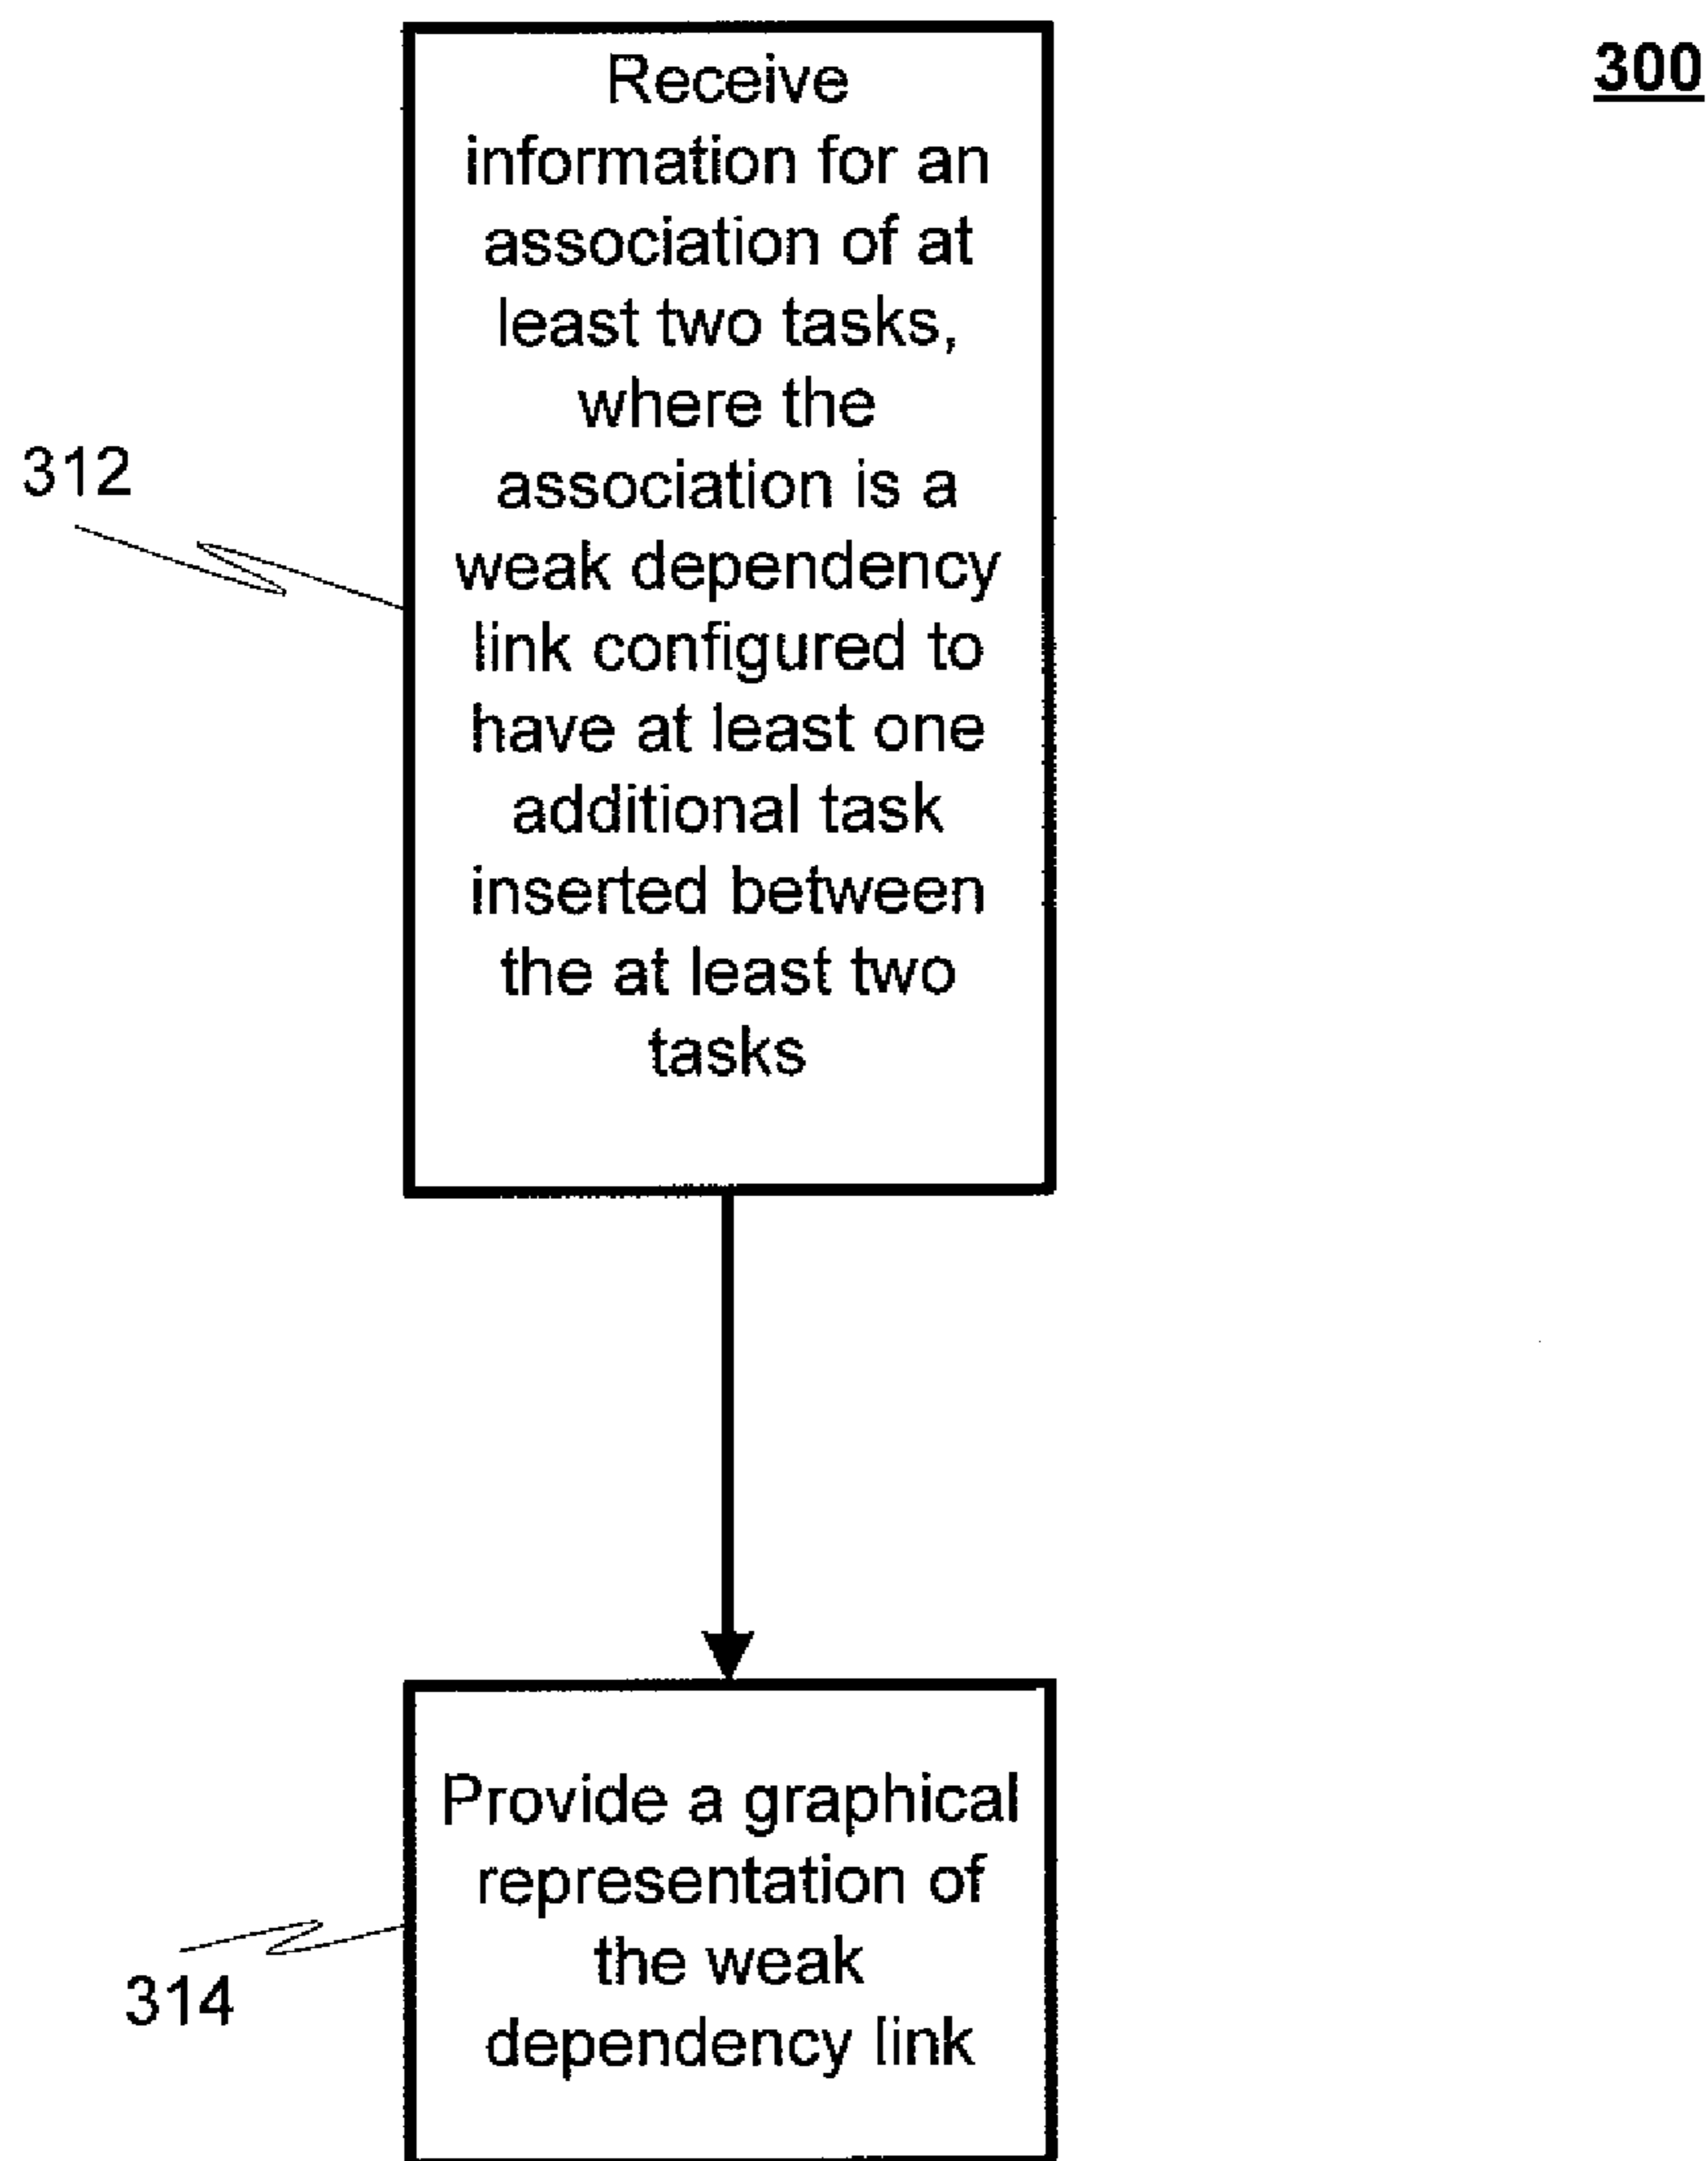 300
Receive
information for an
association of at
least two tasks,
where the
association is a
weak dependency
link configured to
have at least one
additional task
inserted between
the at least two
tasks
312
Provide a graphical
representation of
the weak
dependency link
314